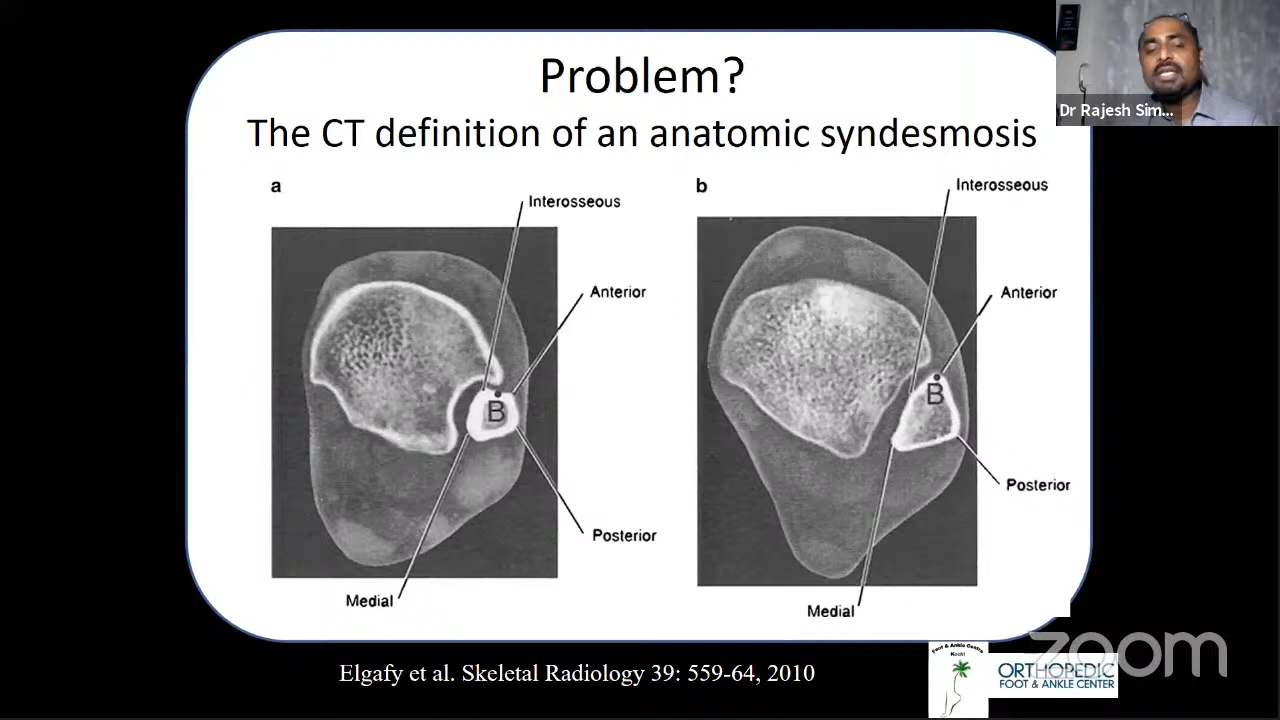 Problem?
The CT definition of an anatomic syndesmosis
Dr Rajesh Sim...
a
Interosseous
Anterior
B
Posterior
Medial
b
Interosseous
Anterior
B
Posterior
Medial
Elgafy et al. Skeletal Radiology 39: 559-64, 2010
Foot & Ankle Centre
Kochi
ORTHOPEDIC
FOOT & ANKLE CENTER
zoom